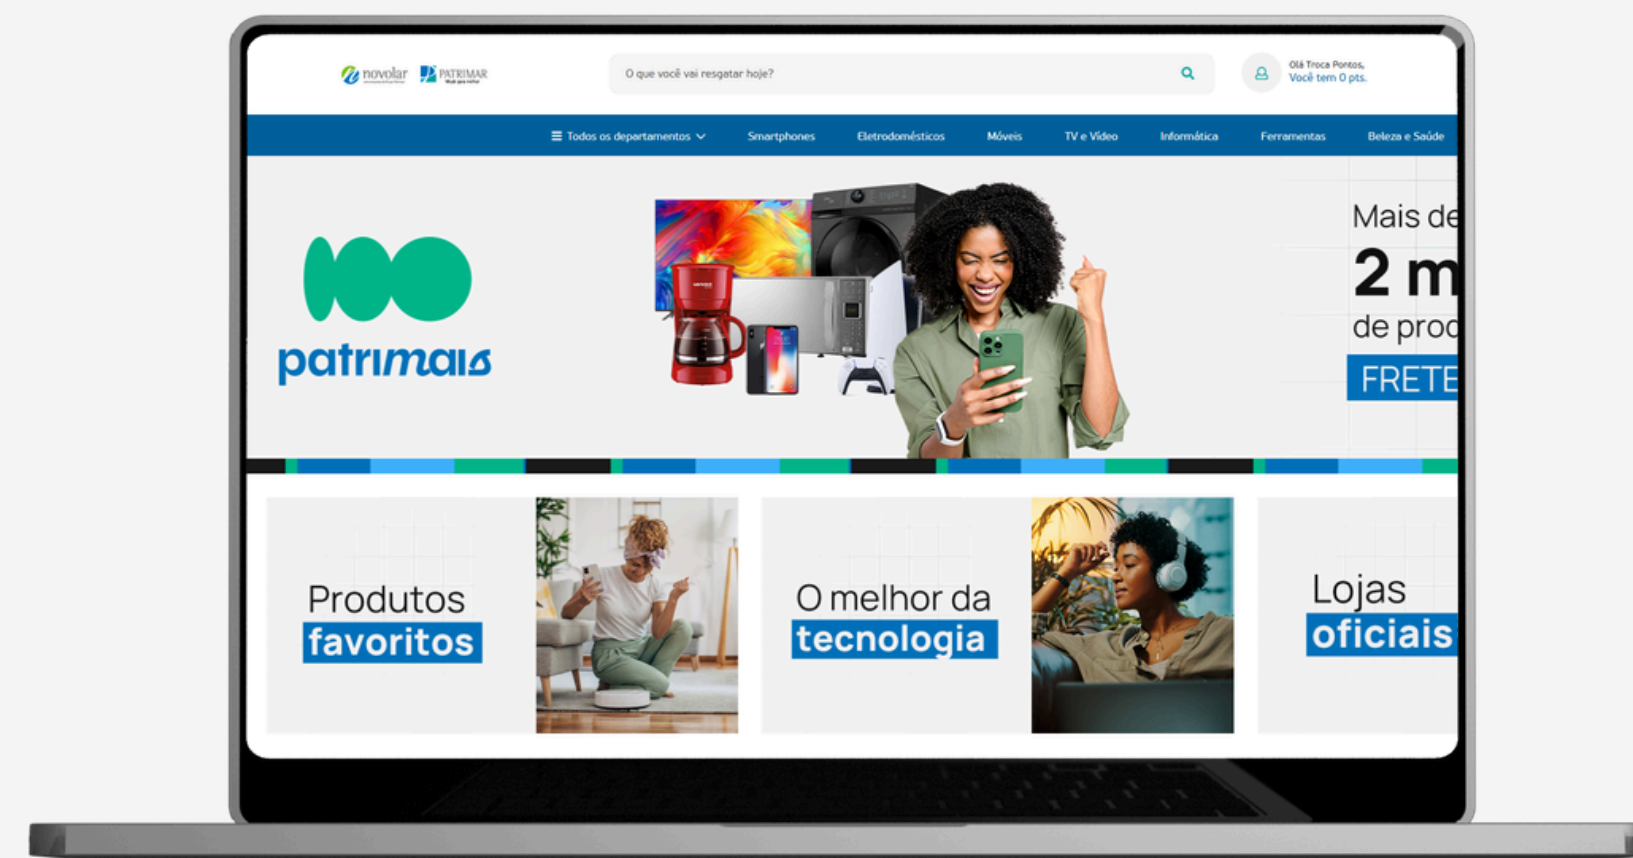 novolar
PATRIMAR
O que você vai resgatar hoje?
Olá Troca Pontos,
Você tem 0 pts.
Todos os departamentos
Smartphones
Eletrodomésticos
Móveis
TV e Vídeo
Informática
Ferramentas
Beleza e Saúde
patrimais
Mais de
2 m
de proc
FRETE
Produtos
favoritos
O melhor da
tecnologia
Lojas
oficiais